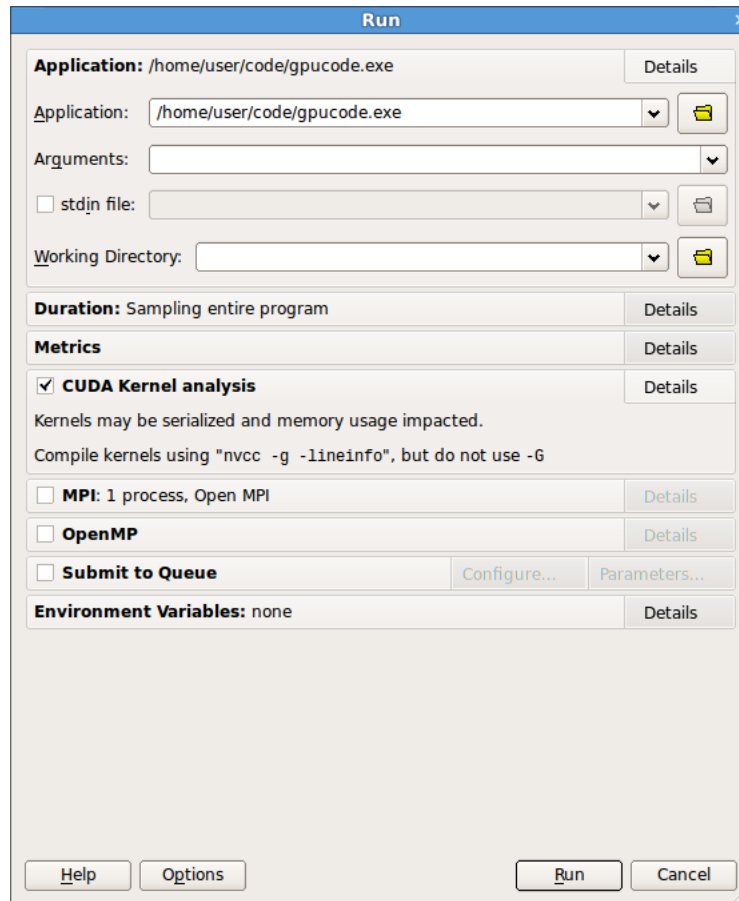 Run
Application: /home/user/code/gpucode.exe Details
Application: /home/user/code/gpucode.exe
Arguments:
stdin file:
Working Directory:
Duration: Sampling entire program Details
Metrics Details
CUDA Kernel analysis Details
Kernels may be serialized and memory usage impacted.
Compile kernels using "nvcc -g -lineinfo", but do not use -G
MPI: 1 process, Open MPI Details
OpenMP Details
Submit to Queue Configure... Parameters...
Environment Variables: none Details
Help Options Run Cancel